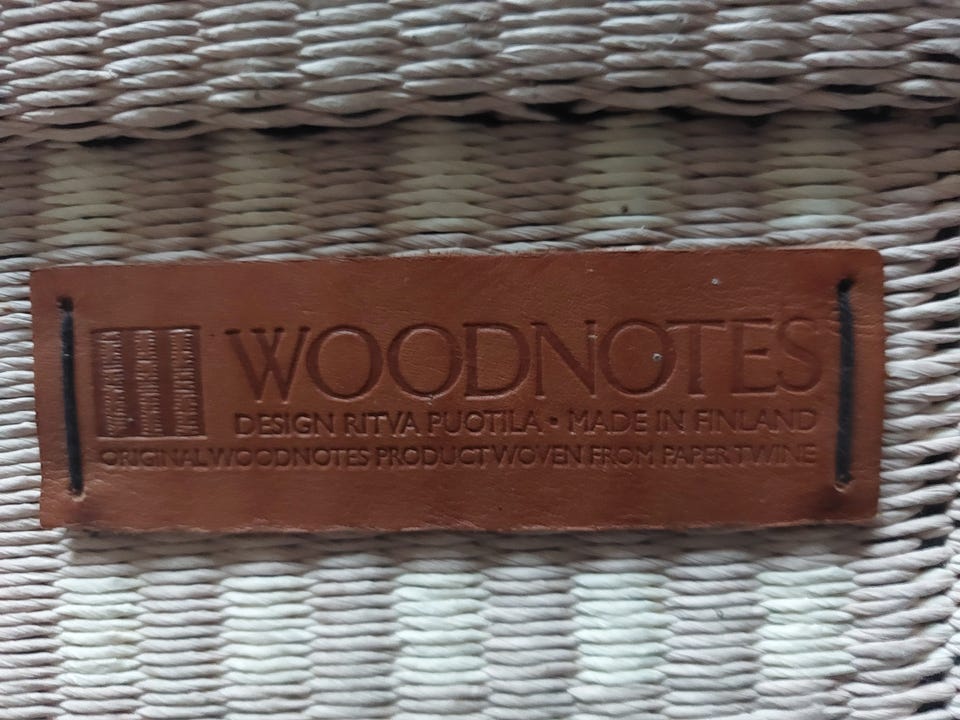 WOODNOTES
DESIGN RITVA PUOTILA • MADE IN FINLAND
ORIGINAL WOODNOTES PRODUCT WOVEN FROM PAPER TWINE